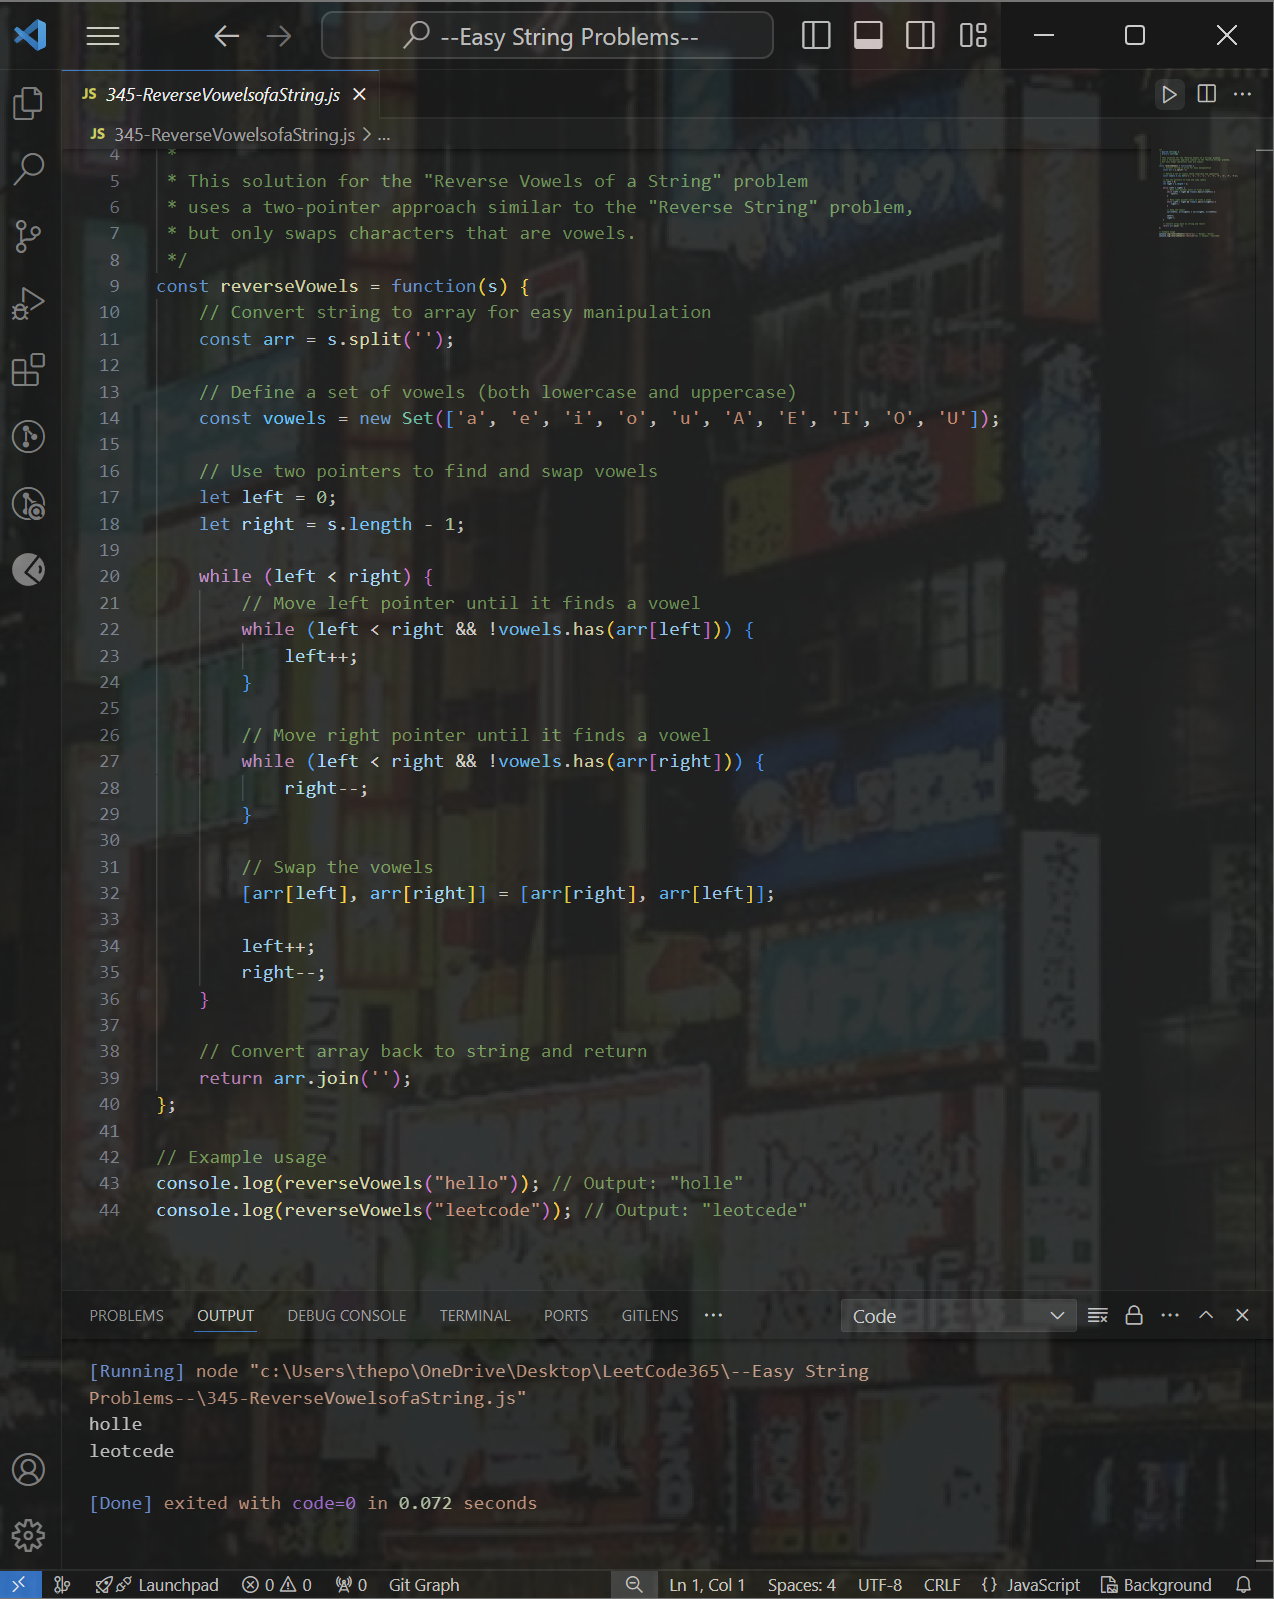 --Easy String Problems--
JS 345-ReverseVowelsofaString.js
JS 345-ReverseVowelsofaString.js > ...
4 *
5 * This solution for the "Reverse Vowels of a String" problem
6 * uses a two-pointer approach similar to the "Reverse String" problem,
7 * but only swaps characters that are vowels.
8 */
9 const reverseVowels = function(s) {
10 // Convert string to array for easy manipulation
11 const arr = s.split('');
12
13 // Define a set of vowels (both lowercase and uppercase)
14 const vowels = new Set(['a', 'e', 'i', 'o', 'u', 'A', 'E', 'I', 'O', 'U']);
15
16 // Use two pointers to find and swap vowels
17 let left = 0;
18 let right = s.length - 1;
19
20 while (left < right) {
21 // Move left pointer until it finds a vowel
22 while (left < right && !vowels.has(arr[left])) {
23 left++;
24 }
25
26 // Move right pointer until it finds a vowel
27 while (left < right && !vowels.has(arr[right])) {
28 right--;
29 }
30
31 // Swap the vowels
32 [arr[left], arr[right]] = [arr[right], arr[left]];
33
34 left++;
35 right--;
36 }
37
38 // Convert array back to string and return
39 return arr.join('');
40 };
41
42 // Example usage
43 console.log(reverseVowels("hello")); // Output: "holle"
44 console.log(reverseVowels("leetcode")); // Output: "leotcede"
PROBLEMS OUTPUT DEBUG CONSOLE TERMINAL PORTS GITLENS ··· Code
[Running] node "c:\Users\thepo\OneDrive\Desktop\LeetCode365\--Easy String
Problems--\345-ReverseVowelsofaString.js"
holle
leotcede
[Done] exited with code=0 in 0.072 seconds
Launchpad 0 0 0 Git Graph Ln 1, Col 1 Spaces: 4 UTF-8 CRLF {} JavaScript Background